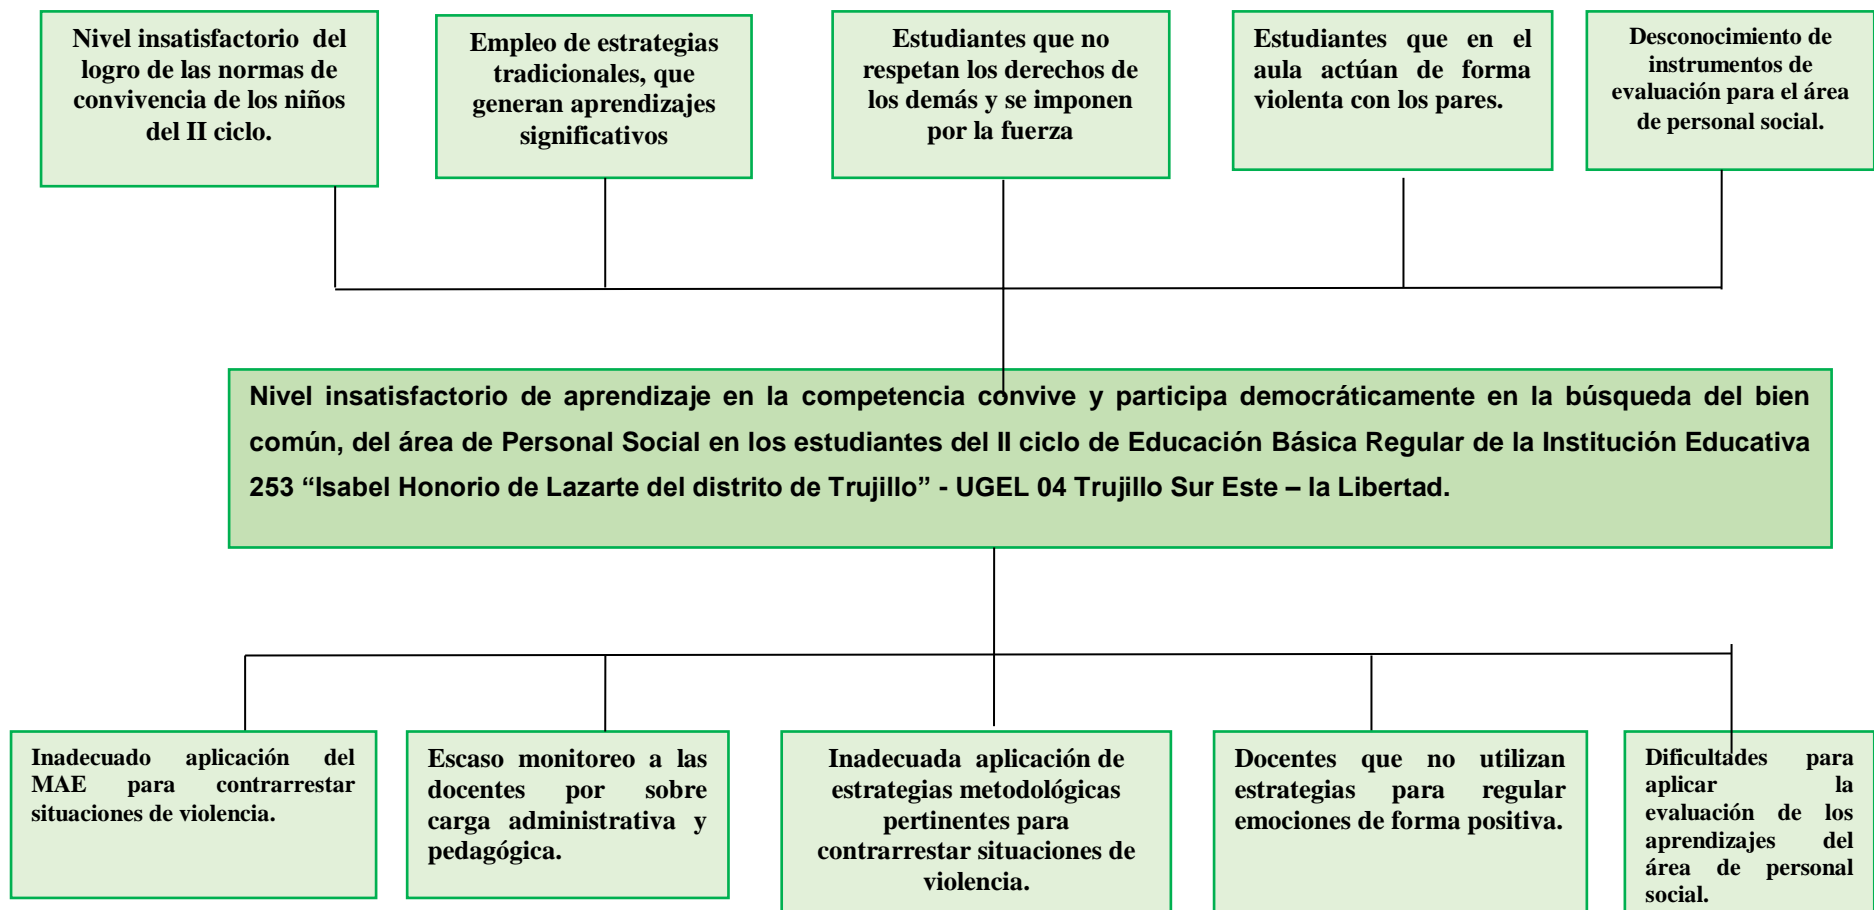 Nivel insatisfactorio del
logro de las normas de
convivencia de los niños
del II ciclo.
Empleo de estrategias
tradicionales, que
generan aprendizajes
significativos
Estudiantes que no
respetan los derechos de
los demás y se imponen
por la fuerza
Estudiantes que en el
aula actúan de forma
violenta con los pares.
Desconocimiento de
instrumentos de
evaluación para el área
de personal social.
Nivel insatisfactorio de aprendizaje en la competencia convive y participa democráticamente en la búsqueda del bien
común, del área de Personal Social en los estudiantes del II ciclo de Educación Básica Regular de la Institución Educativa
253 “Isabel Honorio de Lazarte del distrito de Trujillo” - UGEL 04 Trujillo Sur Este – la Libertad.
Inadecuado aplicación del
MAE para contrarrestar
situaciones de violencia.
Escaso monitoreo a las
docentes por sobre
carga administrativa y
pedagógica.
Inadecuada aplicación de
estrategias metodológicas
pertinentes para
contrarrestar situaciones de
violencia.
Docentes que no utilizan
estrategias para regular
emociones de forma positiva.
Dificultades para
aplicar la
evaluación de los
aprendizajes del
área de personal
social.